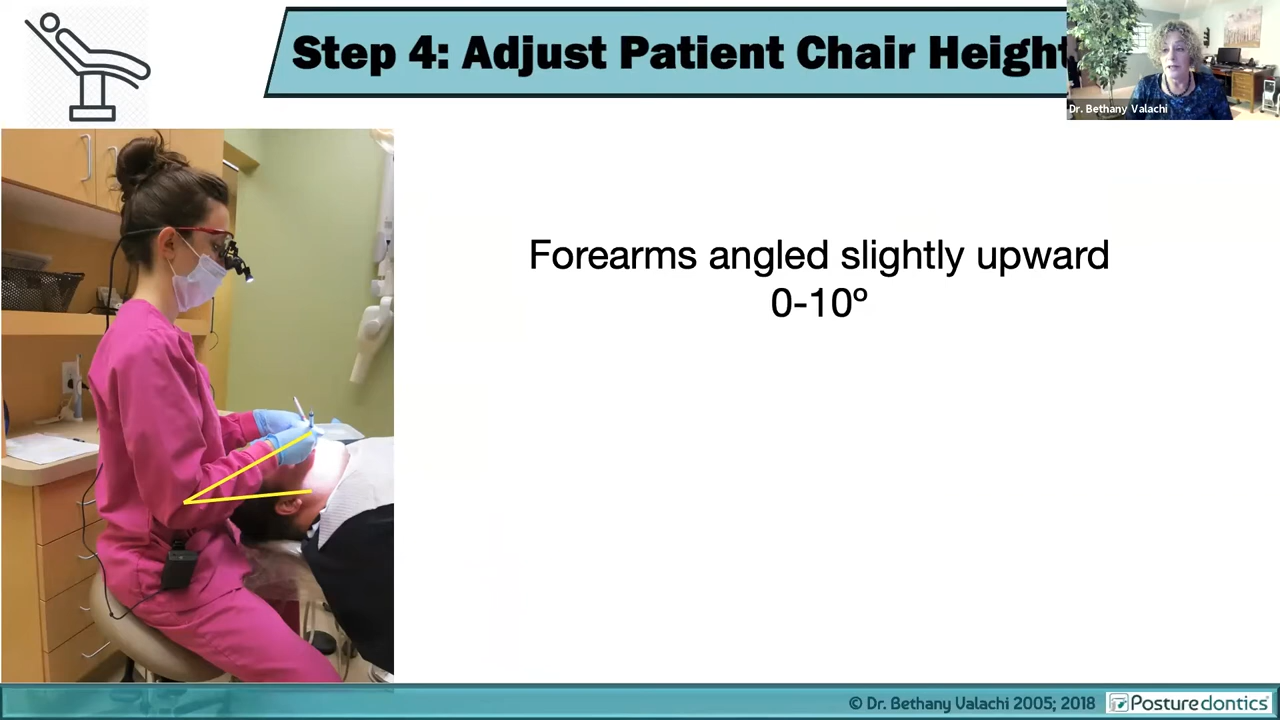 Step 4: Adjust Patient Chair Height
Dr. Bethany Valachi
Forearms angled slightly upward
0-10º
© Dr. Bethany Valachi 2005; 2018
Posturedontics®